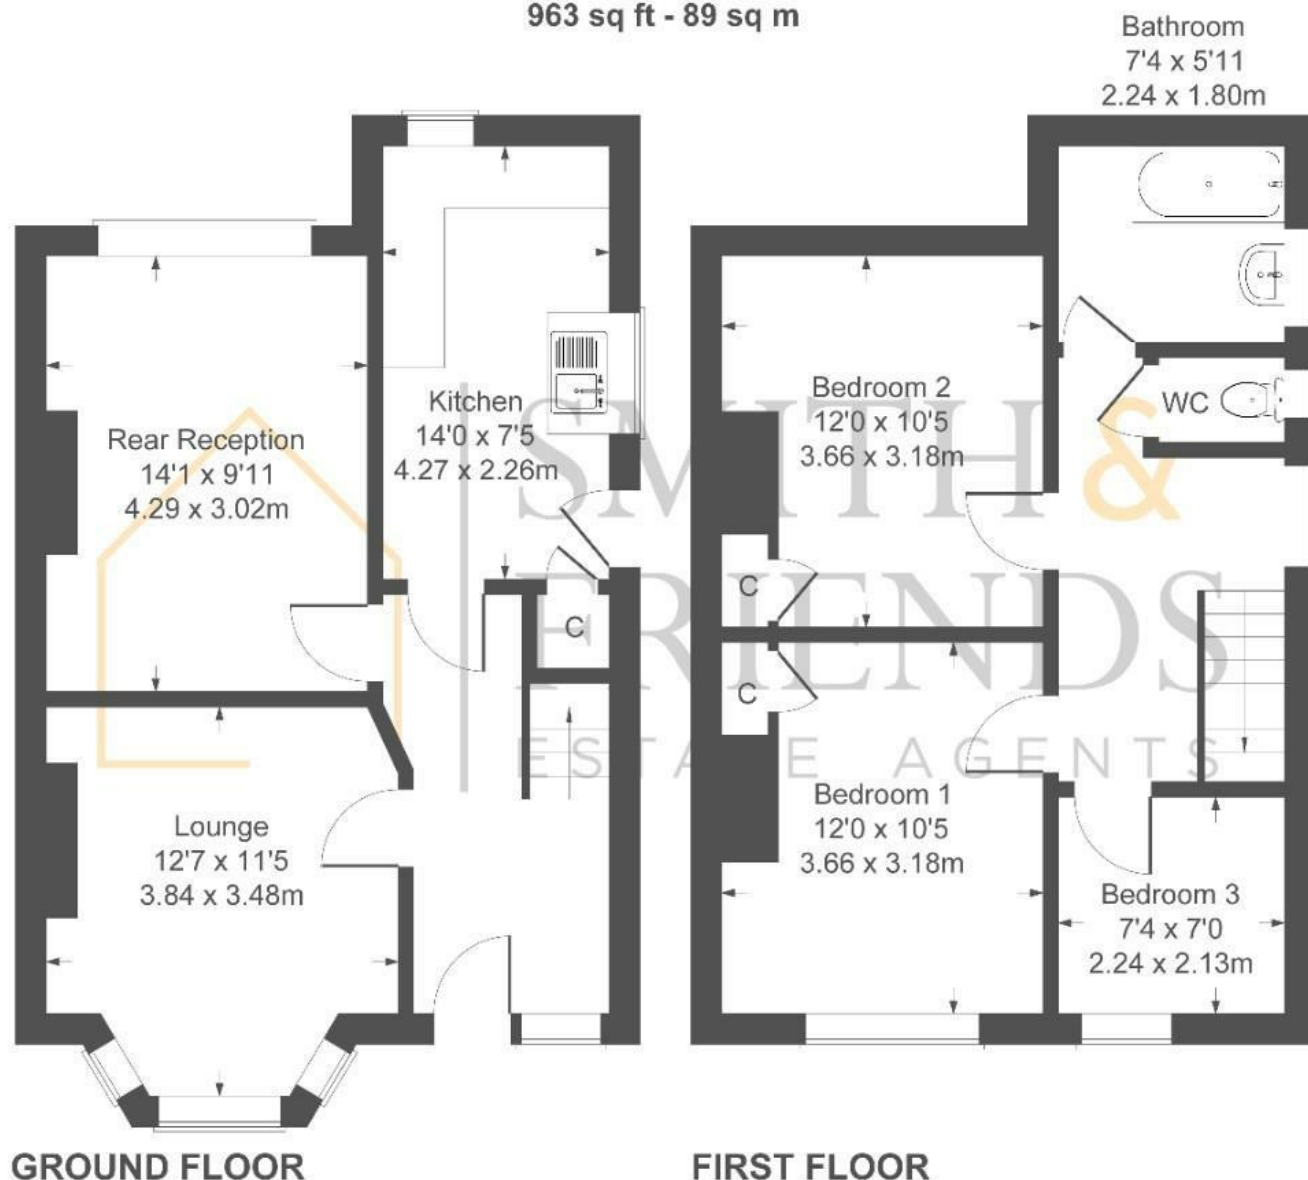 963 sq ft - 89 sq m
Bathroom
7'4 x 5'11
2.24 x 1.80m
Kitchen
14'0 x 7'5
4.27 x 2.26m
Rear Reception
14'1 x 9'11
4.29 x 3.02m
C
Lounge
12'7 x 11'5
3.84 x 3.48m
Bedroom 2
12'0 x 10'5
3.66 x 3.18m
WC
C
C
Bedroom 1
12'0 x 10'5
3.66 x 3.18m
Bedroom 3
7'4 x 7'0
2.24 x 2.13m
SMITH &
FRIENDS
ESTATE AGENTS
GROUND FLOOR
FIRST FLOOR